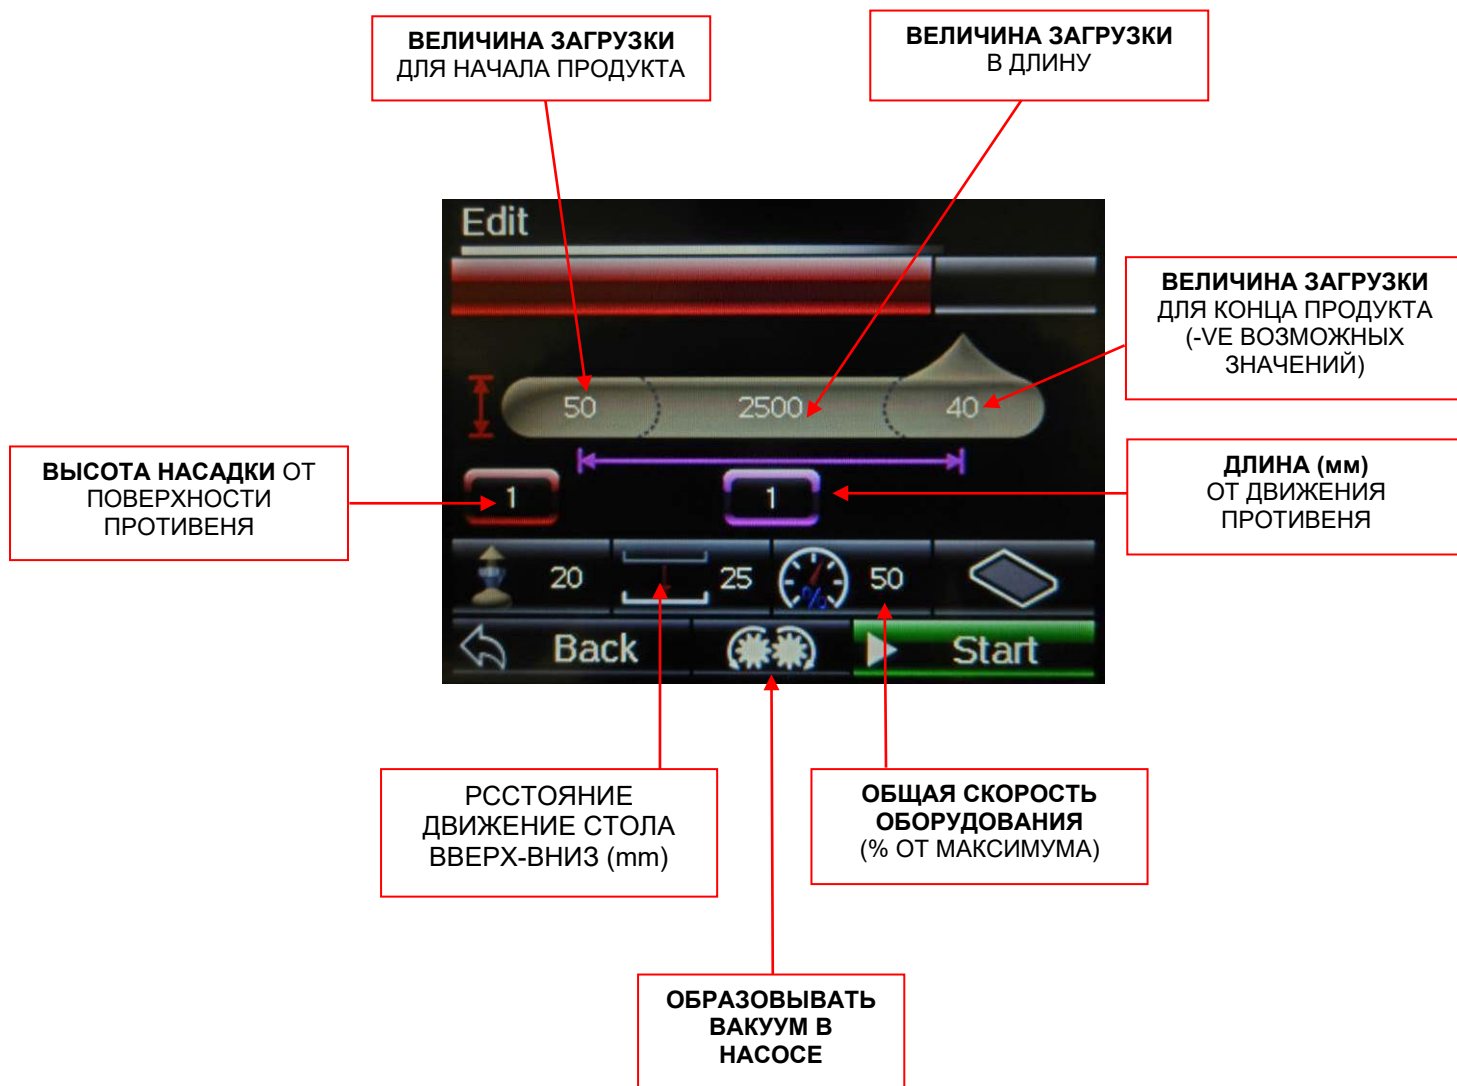 ВЕЛИЧИНА ЗАГРУЗКИ
ДЛЯ НАЧАЛА ПРОДУКТА
ВЕЛИЧИНА ЗАГРУЗКИ
В ДЛИНУ
Edit
ВЕЛИЧИНА ЗАГРУЗКИ
ДЛЯ КОНЦА ПРОДУКТА
(-VE ВОЗМОЖНЫХ
ЗНАЧЕНИЙ)
50
2500
40
ВЫСОТА НАСАДКИ ОТ
ПОВЕРХНОСТИ
ПРОТИВЕНЯ
1
1
ДЛИНА (мм)
ОТ ДВИЖЕНИЯ
ПРОТИВЕНЯ
20
25
%
50
Back
Start
РССТОЯНИЕ
ДВИЖЕНИЕ СТОЛА
ВВЕРХ-ВНИЗ (mm)
ОБЩАЯ СКОРОСТЬ
ОБОРУДОВАНИЯ
(% ОТ МАКСИМУМА)
ОБРАЗОВЫВАТЬ
ВАКУУМ В
НАСОСЕ